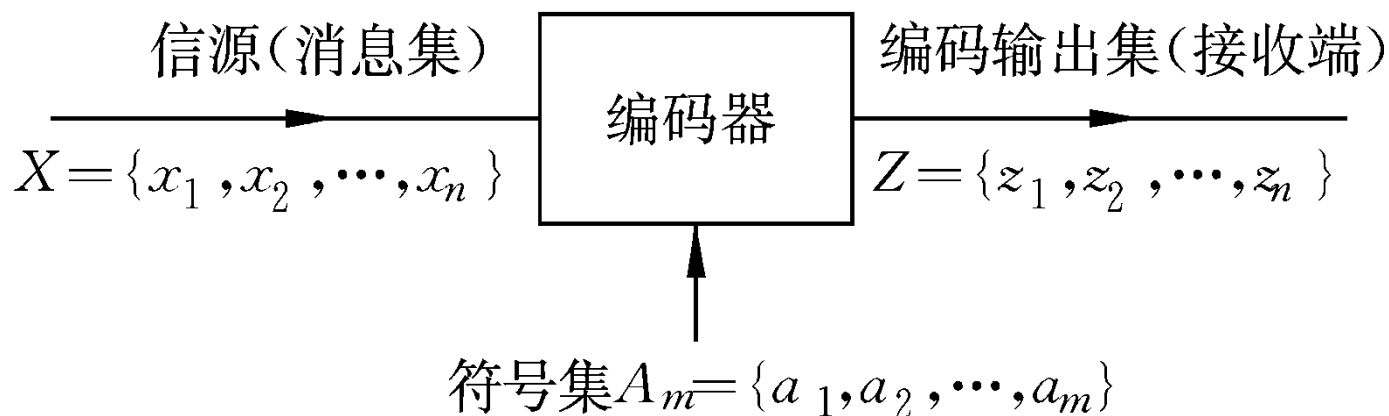 信源(消息集)
编码输出集(接收端)
编码器
X={x₁,x₂,⋯,xₙ}
Z={z₁,z₂,⋯,zₙ}
符号集Aₘ={a₁,a₂,⋯,aₘ}